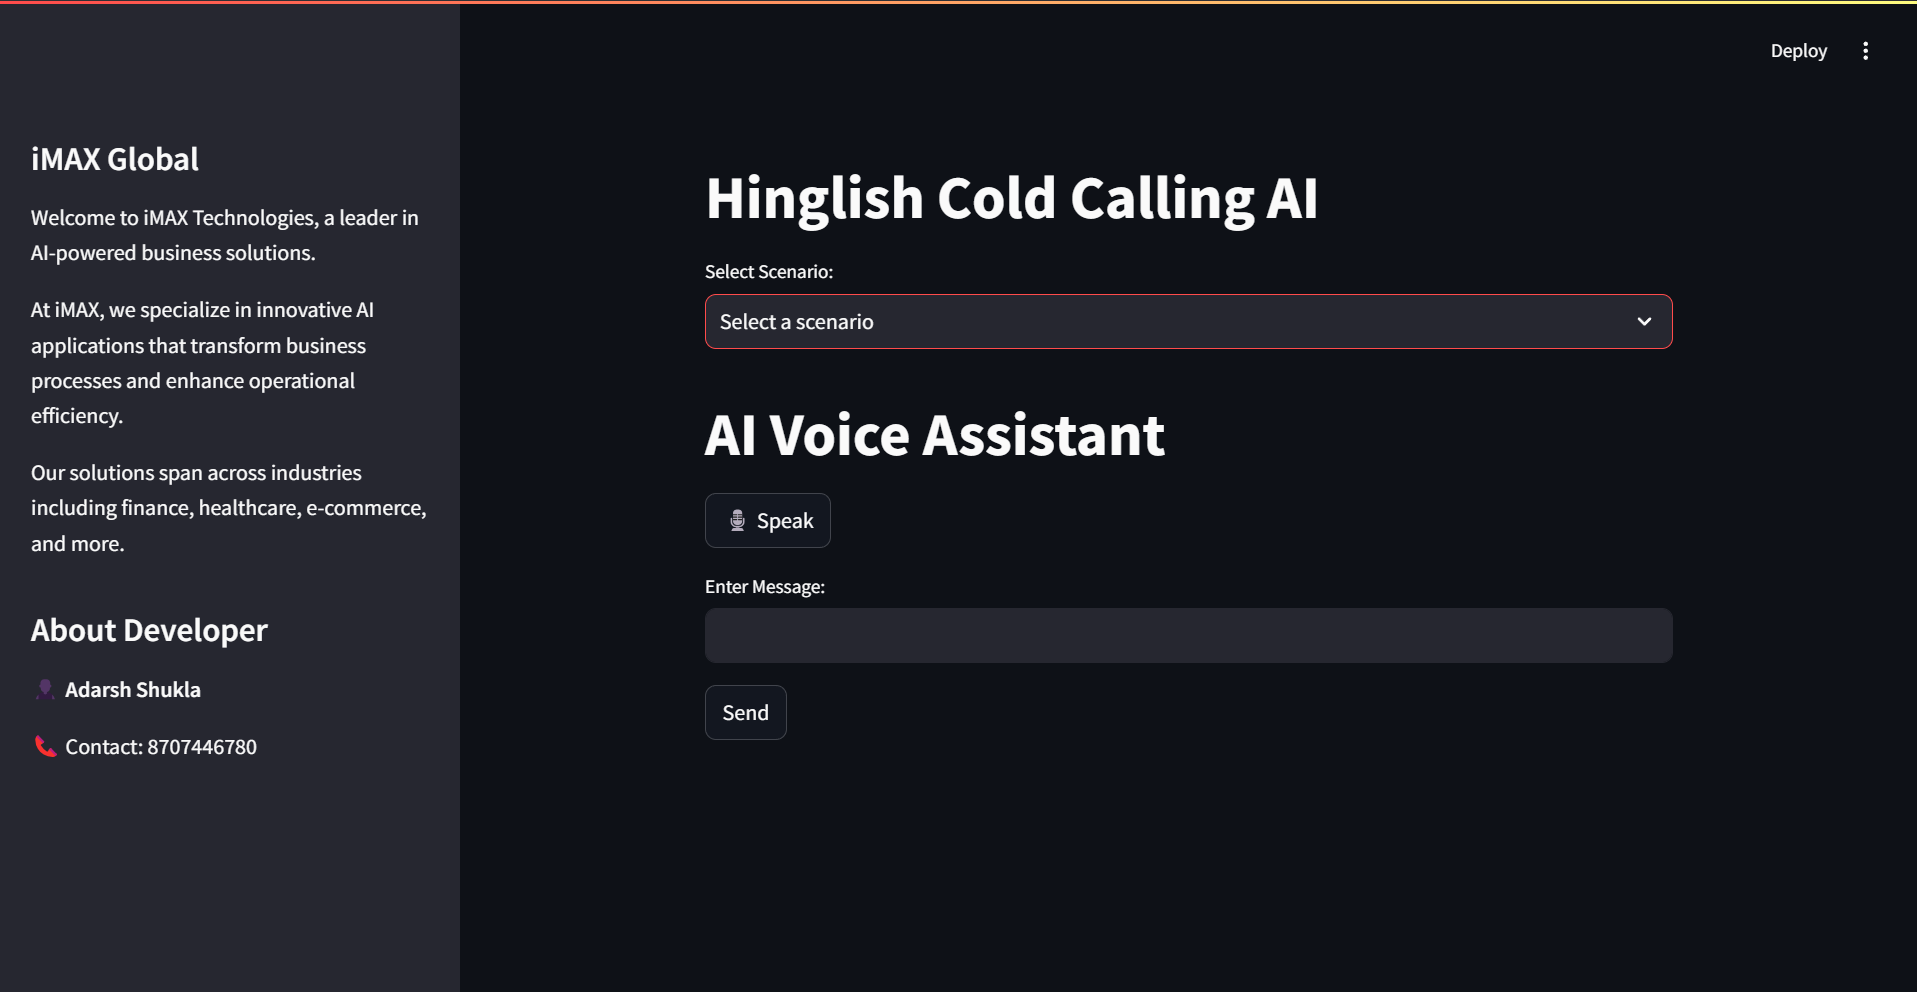 Deploy
iMAX Global
Welcome to iMAX Technologies, a leader in
AI-powered business solutions.
At iMAX, we specialize in innovative AI
applications that transform business
processes and enhance operational
efficiency.
Our solutions span across industries
including finance, healthcare, e-commerce,
and more.
About Developer
Adarsh Shukla
Contact: 8707446780
Hinglish Cold Calling AI
Select Scenario:
Select a scenario
AI Voice Assistant
Speak
Enter Message:
Send